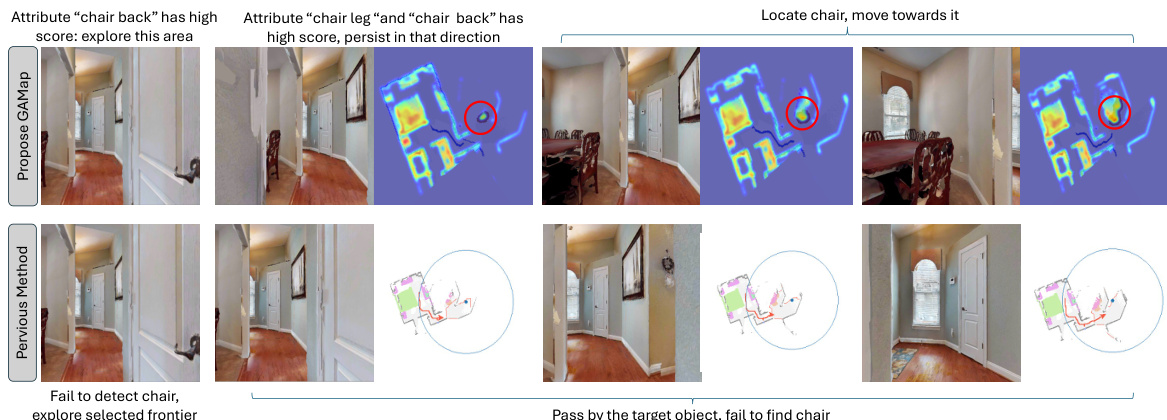 Attribute “chair back” has high
score: explore this area
Attribute “chair leg “and “chair back” has
high score, persist in that direction
Locate chair, move towards it
Propose GAMap
Pervious Method
Fail to detect chair,
explore selected frontier
Pass by the target object, fail to find chair